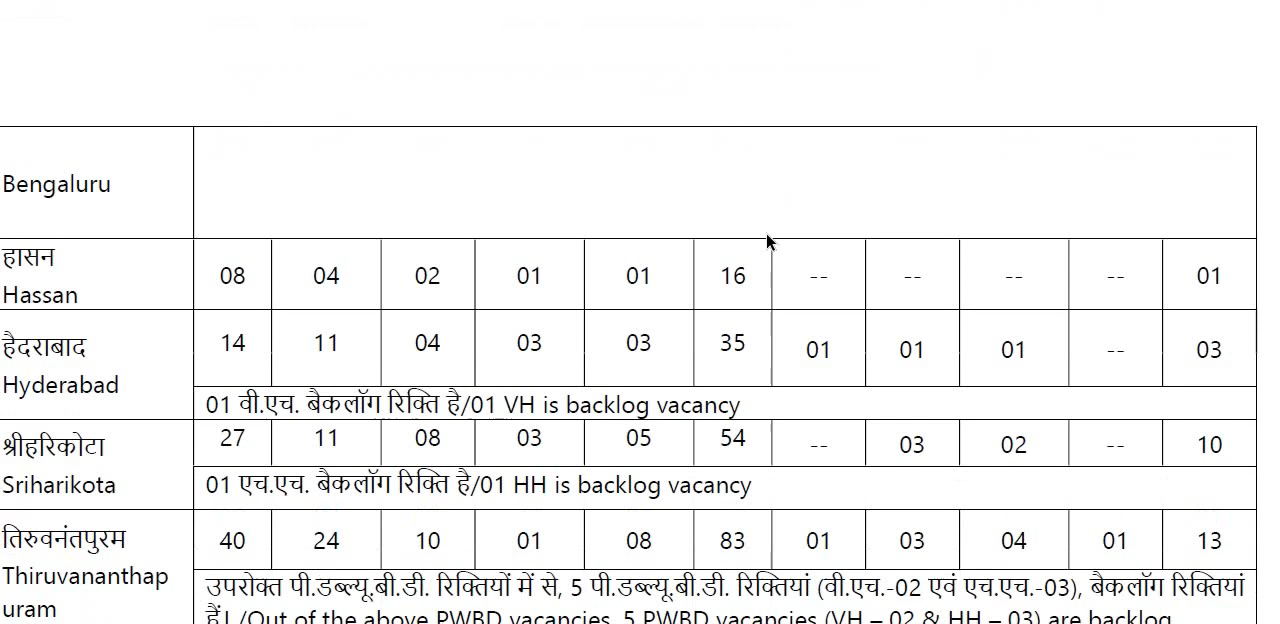 Bengaluru
हासन
Hassan
08 04 02 01 01 16 -- -- -- -- 01
हैदराबाद
Hyderabad
14 11 04 03 03 35 01 01 01 -- 03
01 वी.एच. बैकलॉग रिक्ति है/01 VH is backlog vacancy
श्रीहरिकोटा
Sriharikota
27 11 08 03 05 54 -- 03 02 -- 10
01 एच.एच. बैकलॉग रिक्ति है/01 HH is backlog vacancy
तिरुवनंतपुरम
Thiruvananthap
uram
40 24 10 01 08 83 01 03 04 01 13
उपरोक्त पी.डब्ल्यू.बी.डी. रिक्तियों में से, 5 पी.डब्ल्यू.बी.डी. रिक्तियां (वी.एच.-02 एवं एच.एच.-03), बैकलॉग रिक्तियां
हैं। /Out of the above PWBD vacancies, 5 PWBD vacancies (VH – 02 & HH – 03) are backlog